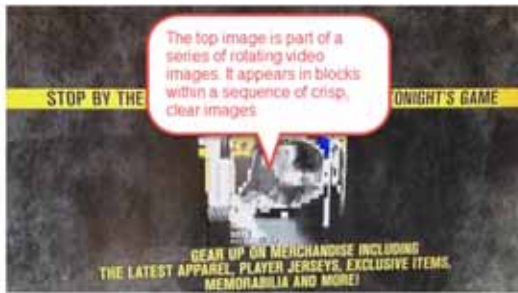 The top image is part of a
series of rotating video
images. It appears in blocks
within a sequence of crisp,
clear images
STOP BY THE
TONIGHT'S GAME
GEAR UP ON MERCHANDISE INCLUDING
THE LATEST APPAREL, PLAYER JERSEYS, EXCLUSIVE ITEMS,
MEMORABILIA AND MORE!